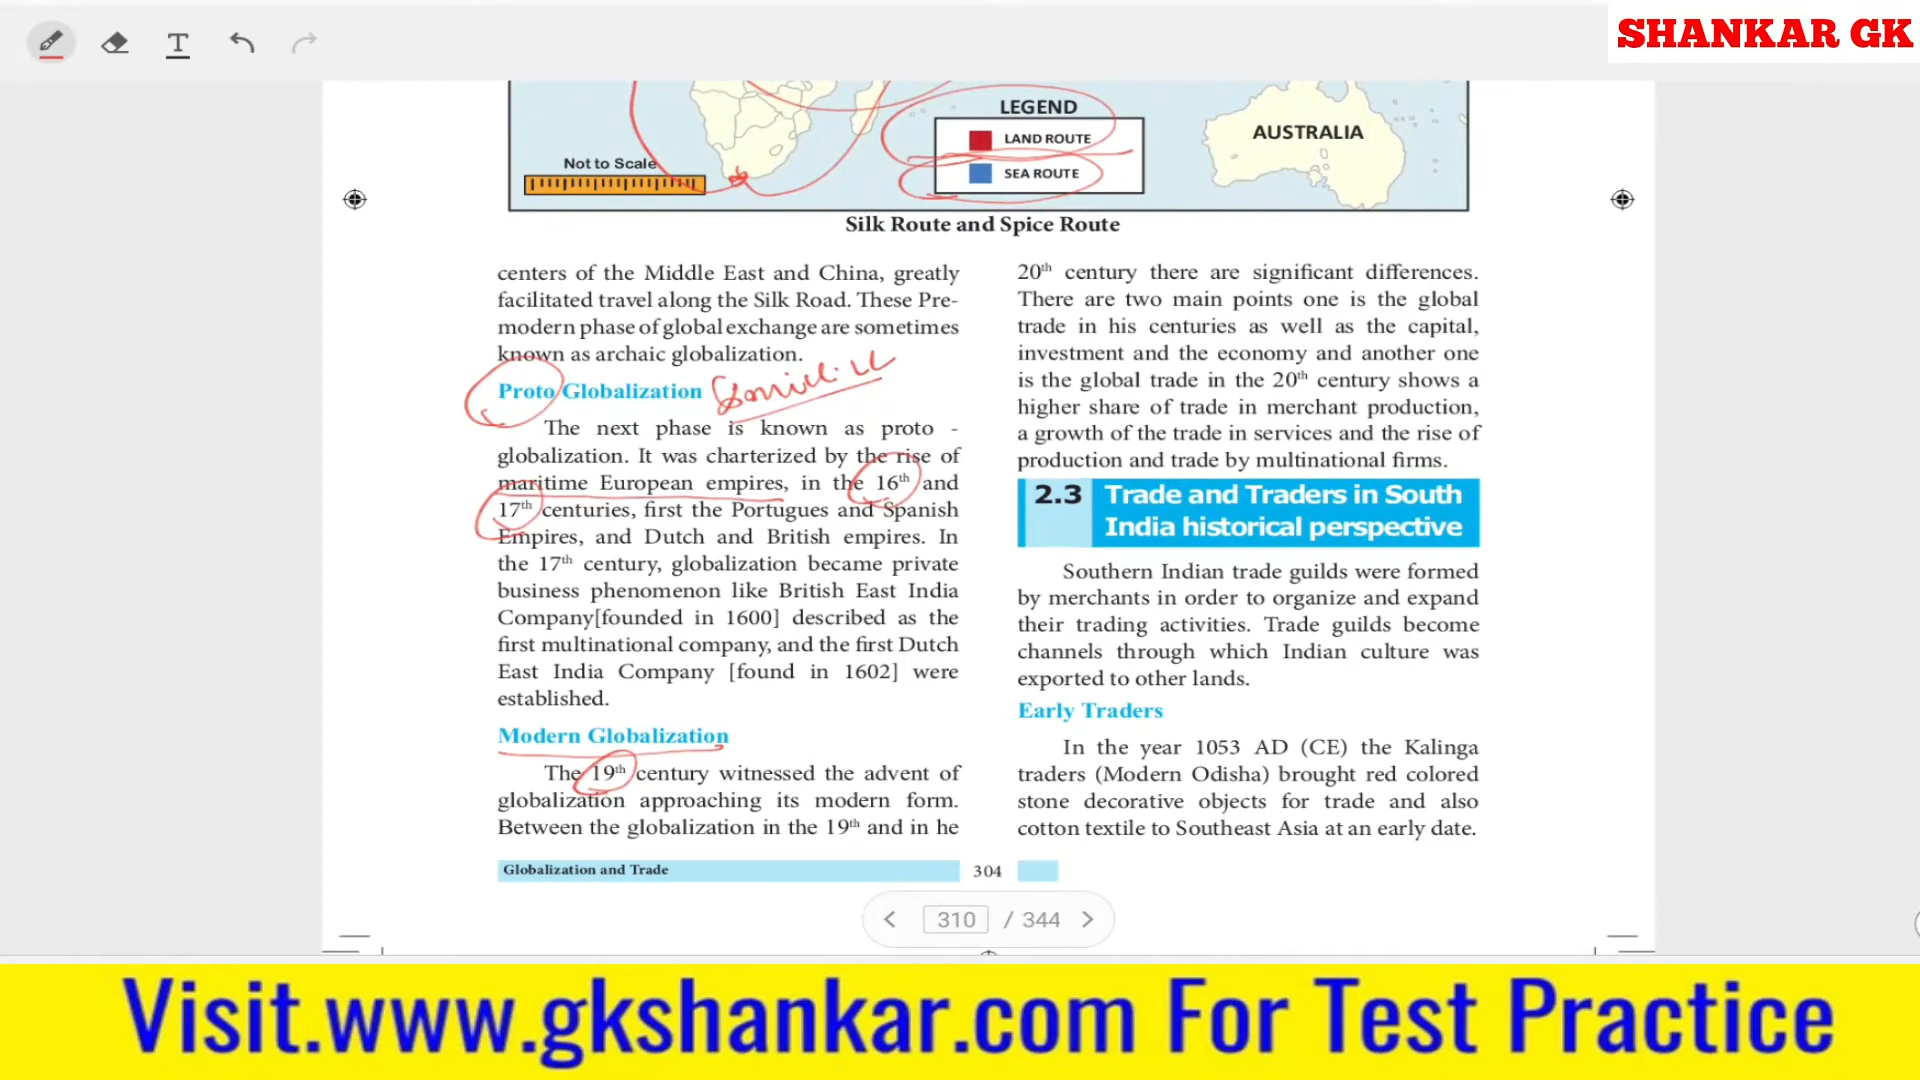 SHANKAR GK
LEGEND
LAND ROUTE
SEA ROUTE
AUSTRALIA
Not to Scale
Silk Route and Spice Route
centers of the Middle East and China, greatly
facilitated travel along the Silk Road. These Pre-
modern phase of global exchange are sometimes
known as archaic globalization.
Proto Globalization
The next phase is known as proto -
globalization. It was charterized by the rise of
maritime European empires, in the 16th and
17th centuries, first the Portugues and Spanish
Empires, and Dutch and British empires. In
the 17th century, globalization became private
business phenomenon like British East India
Company[founded in 1600] described as the
first multinational company, and the first Dutch
East India Company [found in 1602] were
established.
Modern Globalization
The 19th century witnessed the advent of
globalization approaching its modern form.
Between the globalization in the 19th and in he
20th century there are significant differences.
There are two main points one is the global
trade in his centuries as well as the capital,
investment and the economy and another one
is the global trade in the 20th century shows a
higher share of trade in merchant production,
a growth of the trade in services and the rise of
production and trade by multinational firms.
2.3 Trade and Traders in South
India historical perspective
Southern Indian trade guilds were formed
by merchants in order to organize and expand
their trading activities. Trade guilds become
channels through which Indian culture was
exported to other lands.
Early Traders
In the year 1053 AD (CE) the Kalinga
traders (Modern Odisha) brought red colored
stone decorative objects for trade and also
cotton textile to Southeast Asia at an early date.
Globalization and Trade 304
310 / 344
Visit.www.gkshankar.com For Test Practice